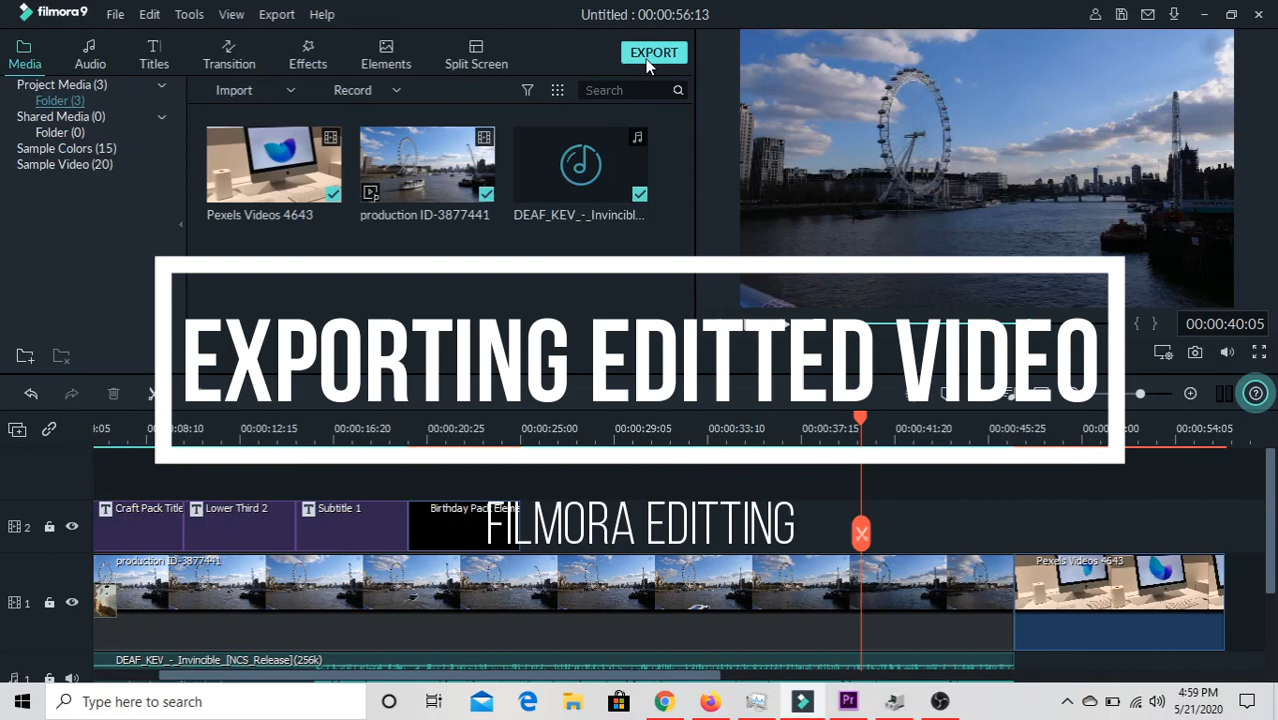 filmora9 File Edit Tools View Export Help Untitled : 00:00:56:13
Media Audio Titles Transition Effects Elements Split Screen EXPORT
Project Media (3)
Folder (3)
Shared Media (0)
Folder (0)
Sample Colors (15)
Sample Video (20)
Import Record Search
Pexels Videos 4643 production ID-3877441 DEAF_KEV_-_Invincibl...
00:00:40:05
EXPORTING EDITTED VIDEO
FILMORA EDITTING
:05 00:00:08:10 00:00:12:15 00:00:16:20 00:00:20:25 00:00:25:00 00:00:29:05 00:00:33:10 00:00:37:15 00:00:41:20 00:00:45:25 00:00:54:05
2 Craft Pack Title Lower Third 2 Subtitle 1 Birthday Pack Eleme
1 production ID-3877441 Pexels Videos 4643
DEAF_KEV_-_Invincible_[NCS_Release](256k)
1
Type here to search Pr 4:59 PM
5/21/2020